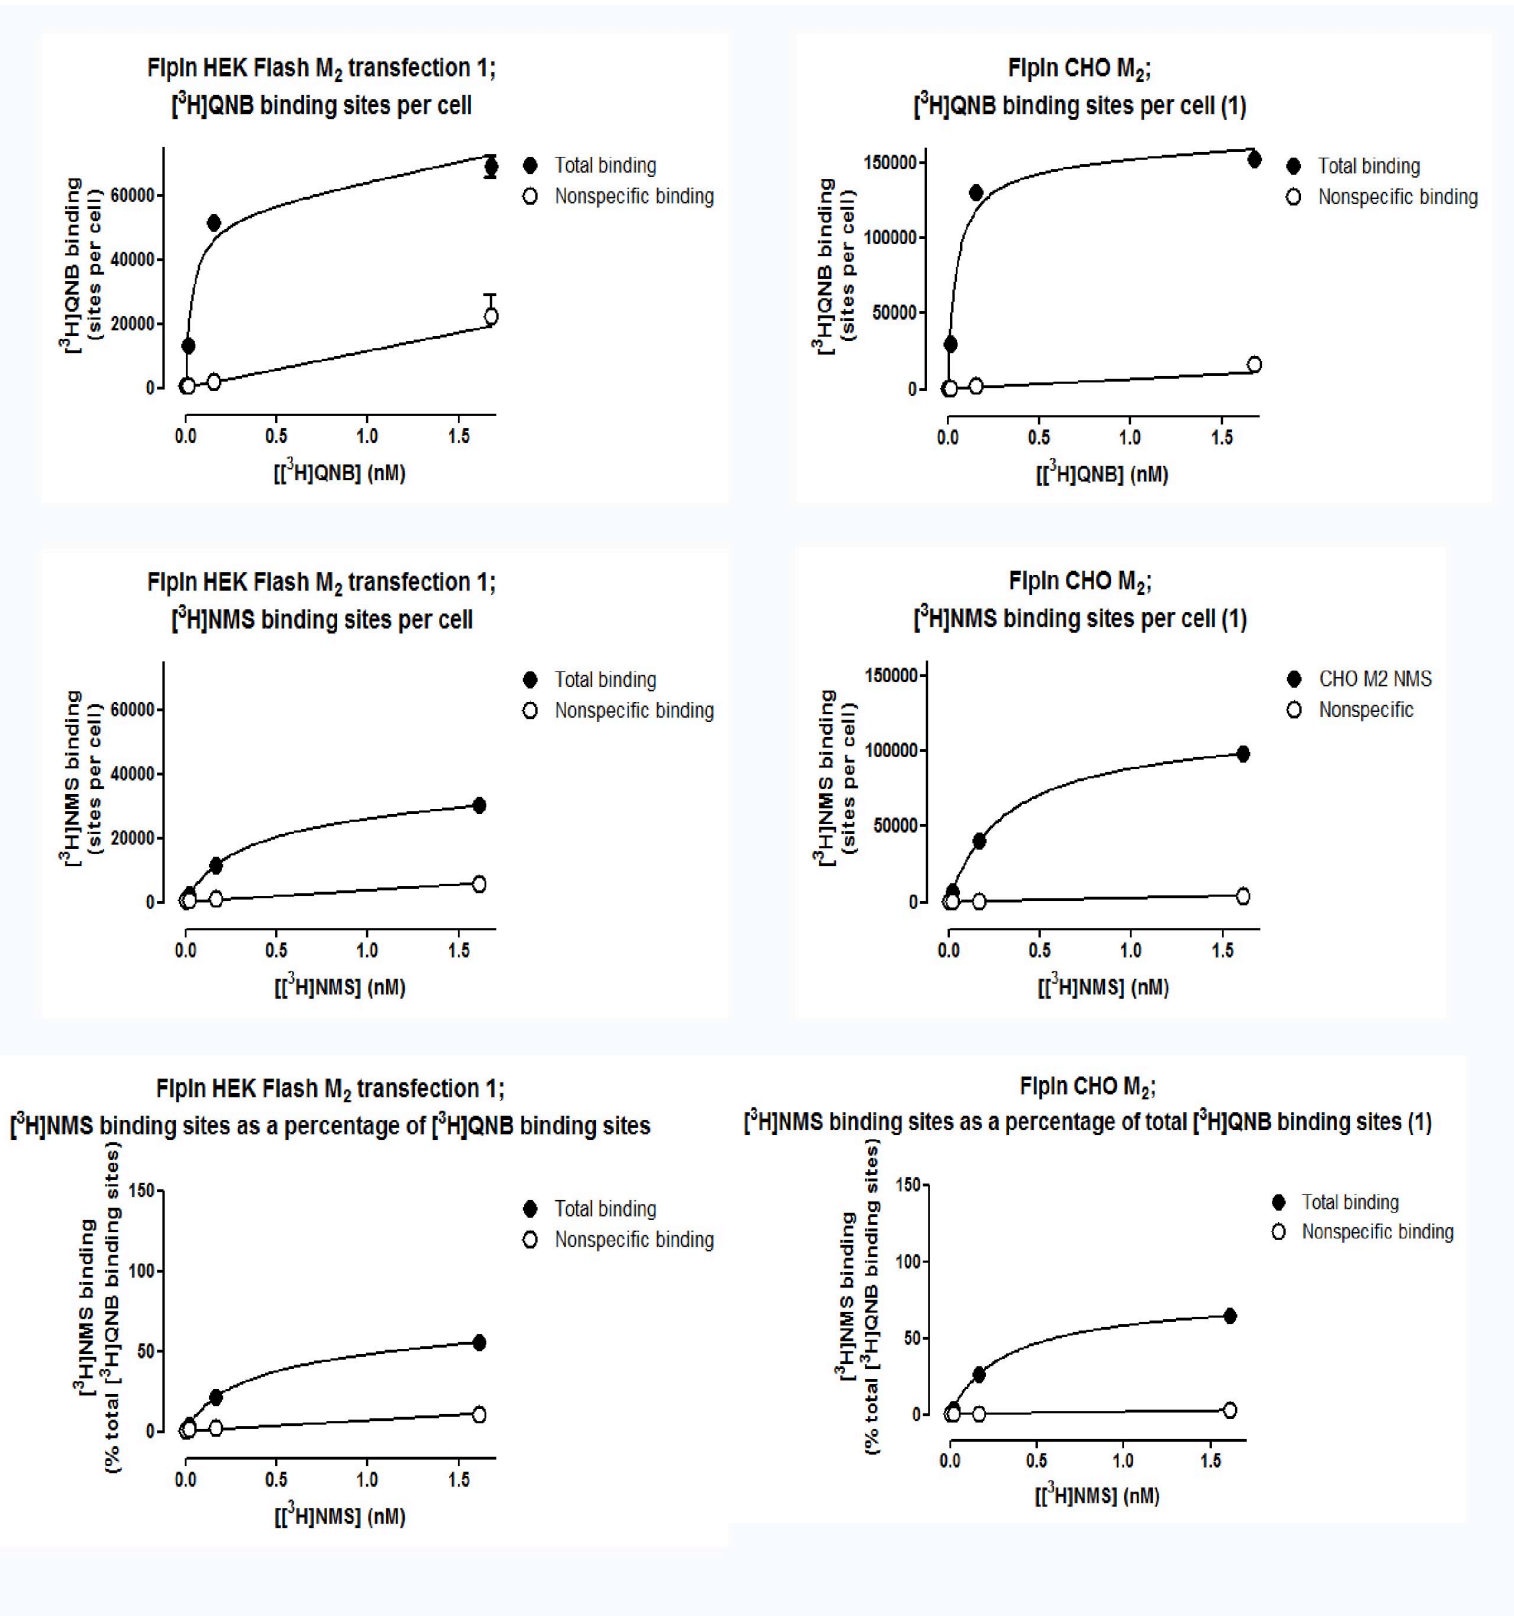 FlpIn HEK Flash M₂ transfection 1;
[³H]QNB binding sites per cell
[³H]QNB binding
(sites per cell)
60000
40000
20000
0
0.0 0.5 1.0 1.5
[[³H]QNB] (nM)
Total binding
Nonspecific binding
FlpIn CHO M₂;
[³H]QNB binding sites per cell (1)
[³H]QNB binding
(sites per cell)
150000
100000
50000
0
0.0 0.5 1.0 1.5
[[³H]QNB] (nM)
Total binding
Nonspecific binding
FlpIn HEK Flash M₂ transfection 1;
[³H]NMS binding sites per cell
[³H]NMS binding
(sites per cell)
60000
40000
20000
0
0.0 0.5 1.0 1.5
[[³H]NMS] (nM)
Total binding
Nonspecific binding
FlpIn CHO M₂;
[³H]NMS binding sites per cell (1)
[³H]NMS binding
(sites per cell)
150000
100000
50000
0
0.0 0.5 1.0 1.5
[[³H]NMS] (nM)
CHO M2 NMS
Nonspecific
FlpIn HEK Flash M₂ transfection 1;
[³H]NMS binding sites as a percentage of [³H]QNB binding sites
[³H]NMS binding
(% total [³H]QNB binding sites)
150
100
50
0
0.0 0.5 1.0 1.5
[[³H]NMS] (nM)
Total binding
Nonspecific binding
FlpIn CHO M₂;
[³H]NMS binding sites as a percentage of total [³H]QNB binding sites (1)
[³H]NMS binding
(% total [³H]QNB binding sites)
150
100
50
0
0.0 0.5 1.0 1.5
[[³H]NMS] (nM)
Total binding
Nonspecific binding